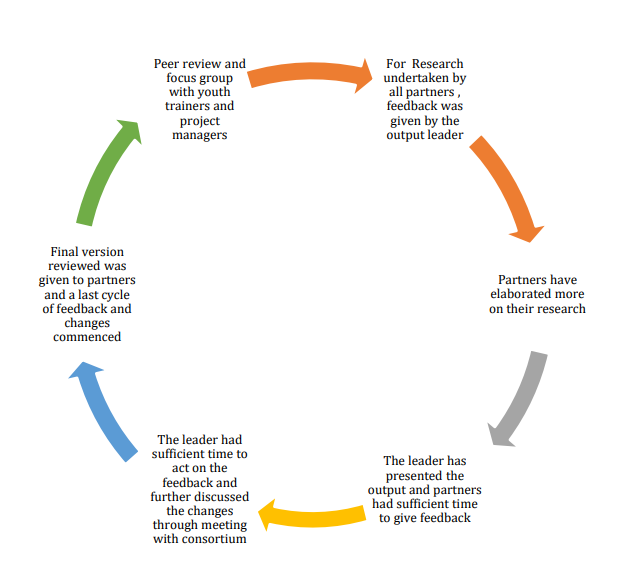 Peer review and
focus group
with youth
trainers and
project
managers
For  Research
undertaken by
all partners ,
feedback was
given by the
output leader
Partners have
elaborated more
on their research
The leader has
presented the
output and partners
had sufficient time
to give feedback
The leader had
sufficient time to
act on the
feedback and
further discussed
the changes
through meeting
with consortium
Final version
reviewed was
given to partners
and a last cycle
of feedback and
changes
commenced